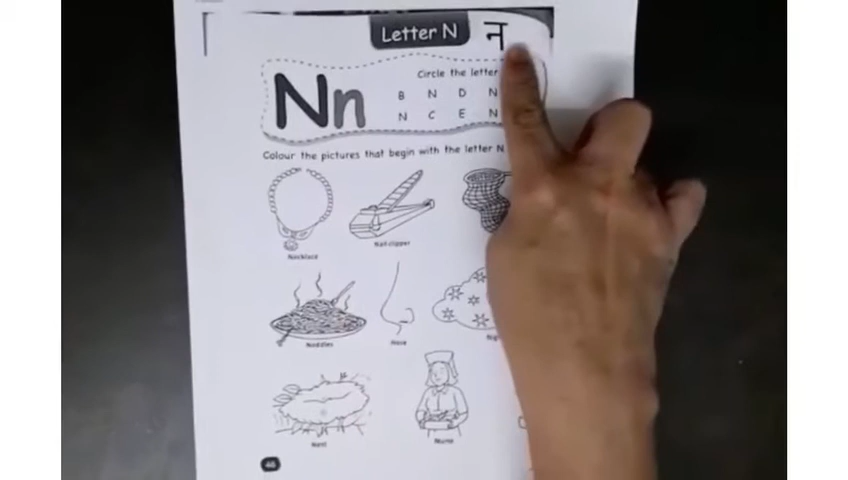 Letter N न
Circle the letter
Nn
B N D N
N C E N
Colour the pictures that begin with the letter N
Necklace
Nail clipper
Noodles
Nose
Nest
Nurse
46